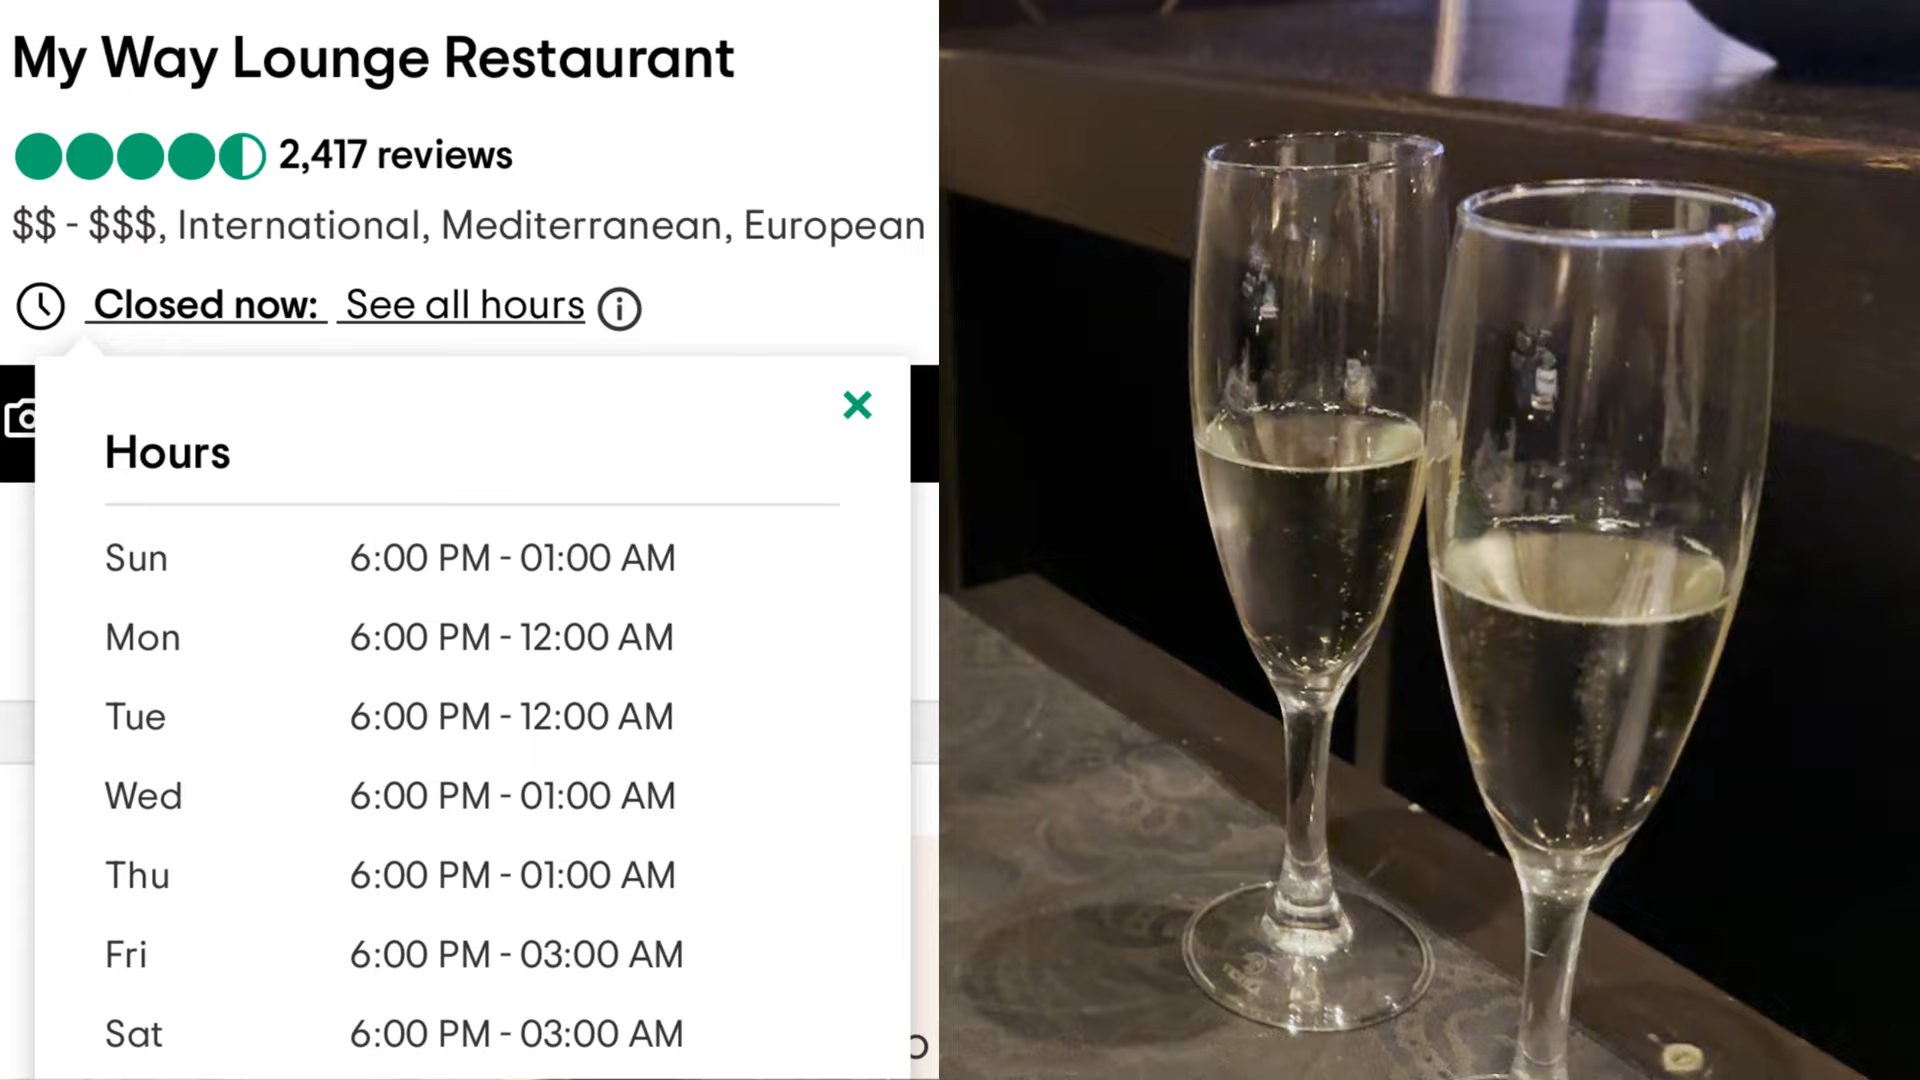 My Way Lounge Restaurant
2,417 reviews
$$ - $$$, International, Mediterranean, European
Closed now: See all hours
Hours
Sun 6:00 PM - 01:00 AM
Mon 6:00 PM - 12:00 AM
Tue 6:00 PM - 12:00 AM
Wed 6:00 PM - 01:00 AM
Thu 6:00 PM - 01:00 AM
Fri 6:00 PM - 03:00 AM
Sat 6:00 PM - 03:00 AM